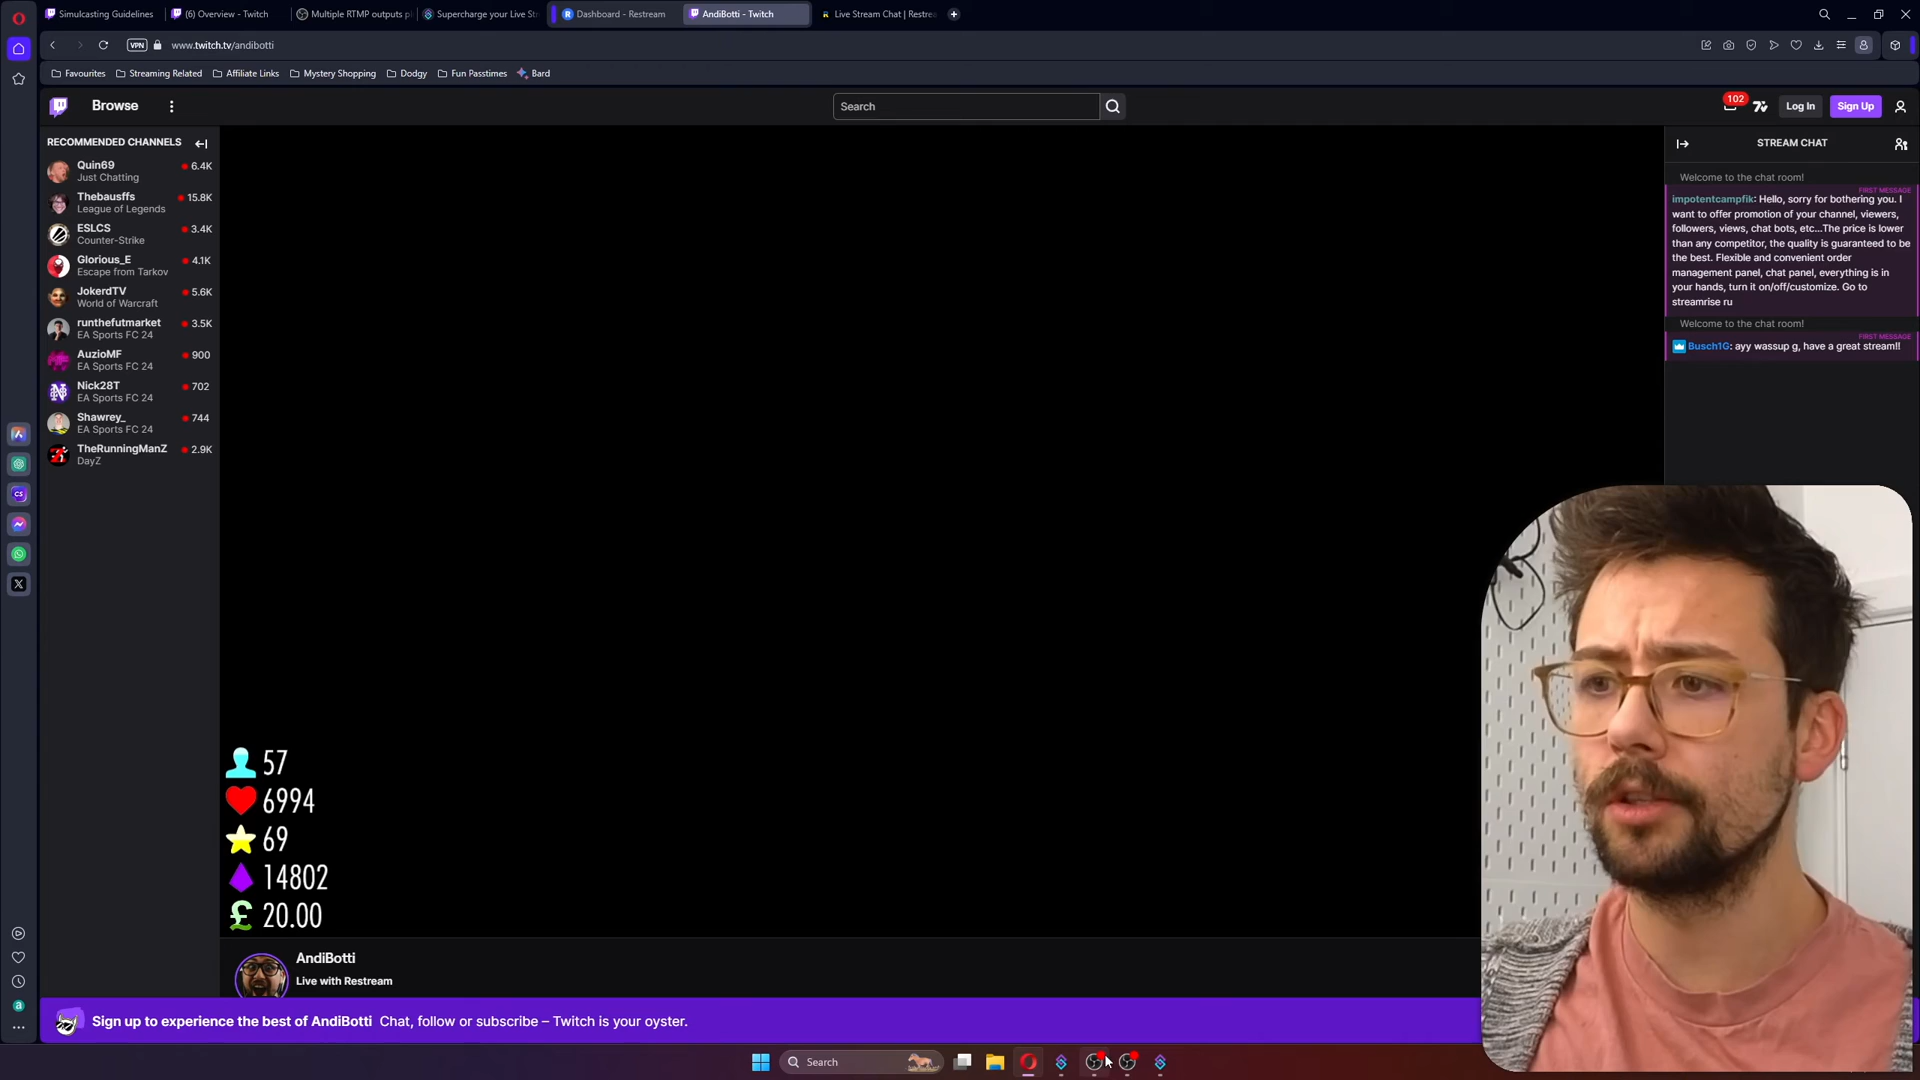 Simulcasting Guidelines
(6) Overview - Twitch
Multiple RTMP outputs pl
Supercharge your Live Str
Dashboard - Restream
AndiBotti - Twitch
Live Stream Chat | Restrea
VPN
www.twitch.tv/andibotti
Favourites
Streaming Related
Affiliate Links
Mystery Shopping
Dodgy
Fun Passtimes
Bard
Browse
Search
102
Log In
Sign Up
RECOMMENDED CHANNELS
Quin69
6.4K
Just Chatting
Thebausffs
15.8K
League of Legends
ESLCS
3.4K
Counter-Strike
Glorious_E
4.1K
Escape from Tarkov
JokerdTV
5.6K
World of Warcraft
runthefutmarket
3.5K
EA Sports FC 24
AuzioMF
900
EA Sports FC 24
Nick28T
702
EA Sports FC 24
Shawrey_
744
EA Sports FC 24
TheRunningManZ
2.9K
DayZ
STREAM CHAT
Welcome to the chat room!
FIRST MESSAGE
impotentcampfik: Hello, sorry for bothering you. I
want to offer promotion of your channel, viewers,
followers, views, chat bots, etc...The price is lower
than any competitor, the quality is guaranteed to be
the best. Flexible and convenient order
management panel, chat panel, everything is in
your hands, turn it on/off/customize. Go to
streamrise ru
Welcome to the chat room!
FIRST MESSAGE
Busch1G: ayy wassup g, have a great stream!!
57
6994
69
14802
£ 20.00
AndiBotti
Live with Restream
Sign up to experience the best of AndiBotti Chat, follow or subscribe – Twitch is your oyster.
Search
CS